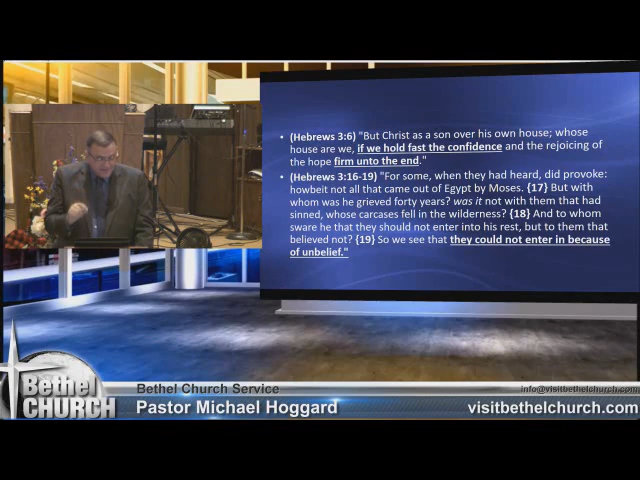 • (Hebrews 3:6) "But Christ as a son over his own house; whose
house are we, if we hold fast the confidence and the rejoicing of
the hope firm unto the end."
• (Hebrews 3:16-19) "For some, when they had heard, did provoke:
howbeit not all that came out of Egypt by Moses. {17} But with
whom was he grieved forty years? was it not with them that had
sinned, whose carcases fell in the wilderness? {18} And to whom
sware he that they should not enter into his rest, but to them that
believed not? {19} So we see that they could not enter in because
of unbelief."
Bethel
CHURCH
Bethel Church Service
info@visitbethelchurch.com
Pastor Michael Hoggard
visitbethelchurch.com